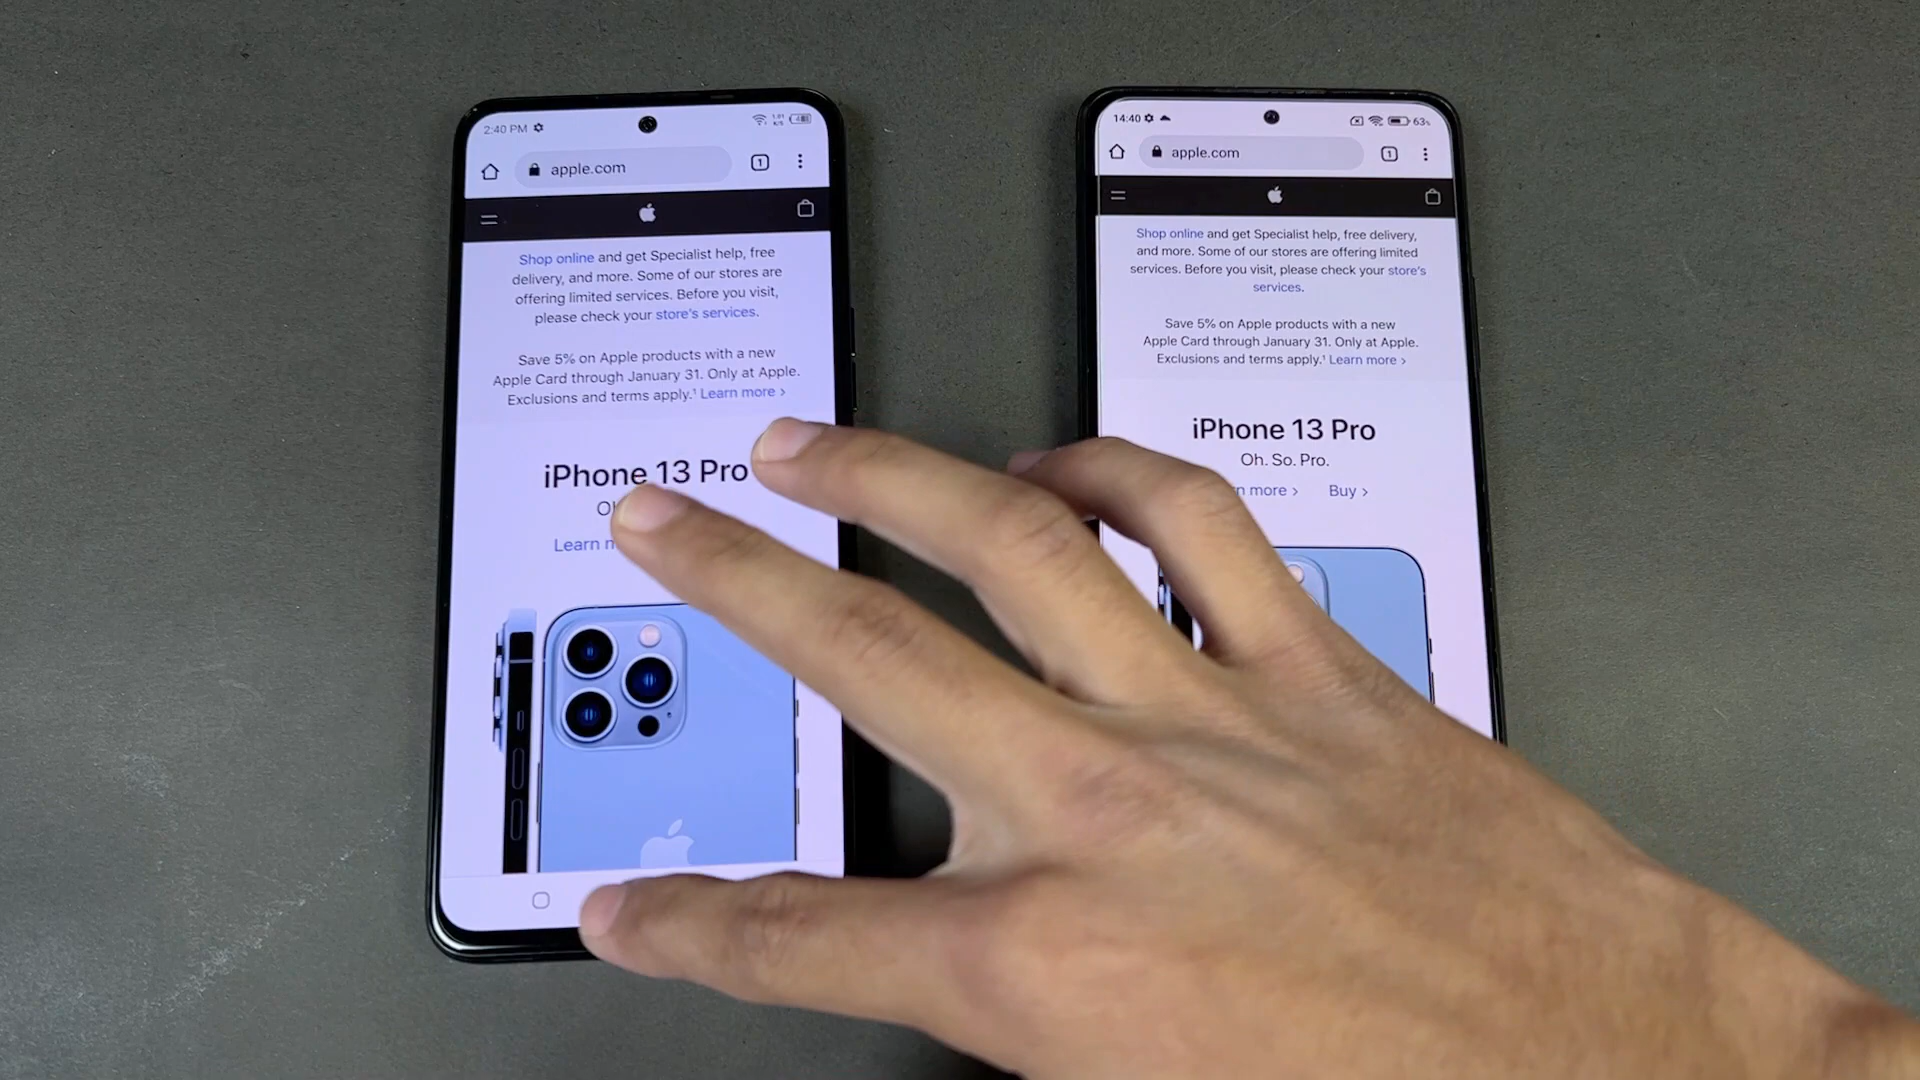 2:40 PM
apple.com
1
Shop online and get Specialist help, free
delivery, and more. Some of our stores are
offering limited services. Before you visit,
please check your store's services.
Save 5% on Apple products with a new
Apple Card through January 31. Only at Apple.
Exclusions and terms apply.¹ Learn more >
iPhone 13 Pro
Learn
14:40
63%
apple.com
1
Shop online and get Specialist help, free delivery,
and more. Some of our stores are offering limited
services. Before you visit, please check your store's
services.
Save 5% on Apple products with a new
Apple Card through January 31. Only at Apple.
Exclusions and terms apply.¹ Learn more >
iPhone 13 Pro
Oh. So. Pro.
more > Buy >